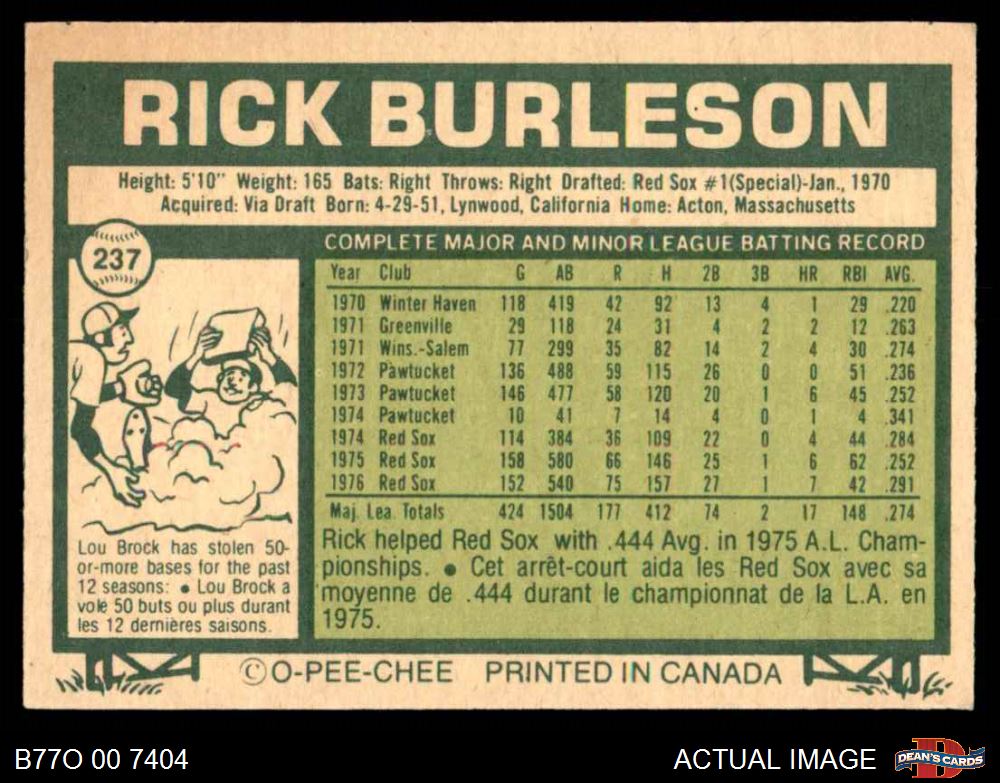 RICK BURLESON
Height: 5'10" Weight: 165 Bats: Right Throws: Right Drafted: Red Sox #1(Special)-Jan., 1970
Acquired: Via Draft Born: 4-29-51, Lynwood, California Home: Acton, Massachusetts
237
COMPLETE MAJOR AND MINOR LEAGUE BATTING RECORD
Year Club G AB R H 2B 3B HR RBI AVG.
1970 Winter Haven 118 419 42 92 13 4 1 29 .220
1971 Greenville 29 118 24 31 4 2 2 12 .263
1971 Wins.-Salem 77 299 35 82 14 2 4 30 .274
1972 Pawtucket 136 488 59 115 26 0 0 51 .236
1973 Pawtucket 146 477 58 120 20 1 6 45 .252
1974 Pawtucket 10 41 7 14 4 0 1 4 .341
1974 Red Sox 114 384 36 109 22 0 4 44 .284
1975 Red Sox 158 580 66 146 25 1 6 62 .252
1976 Red Sox 152 540 75 157 27 1 7 42 .291
Maj. Lea. Totals 424 1504 177 412 74 2 17 148 .274
Rick helped Red Sox with .444 Avg. in 1975 A.L. Cham-
pionships. • Cet arrêt-court aida les Red Sox avec sa
moyenne de .444 durant le championnat de la L.A. en
1975.
Lou Brock has stolen 50-
or-more bases for the past
12 seasons: • Lou Brock a
volé 50 buts ou plus durant
les 12 dernières saisons.
©O-PEE-CHEE PRINTED IN CANADA
B77O 00 7404
ACTUAL IMAGE
D
DEAN'S CARDS